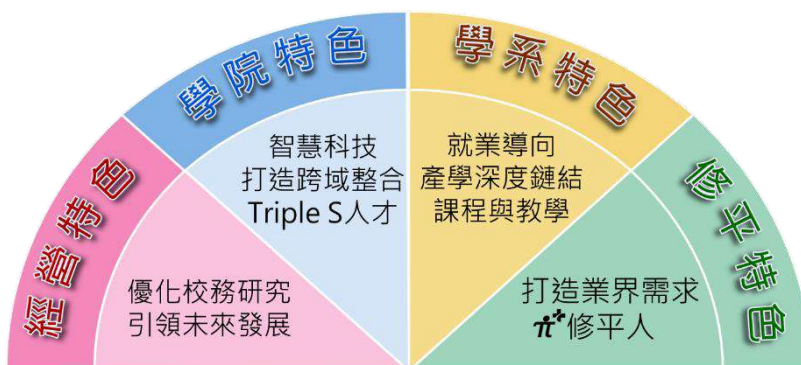 經營特色
優化校務研究
引領未來發展
學院特色
智慧科技
打造跨域整合
Triple S人才
學系特色
就業導向
產學深度鏈結
課程與教學
修平特色
打造業界需求
π⁺修平人